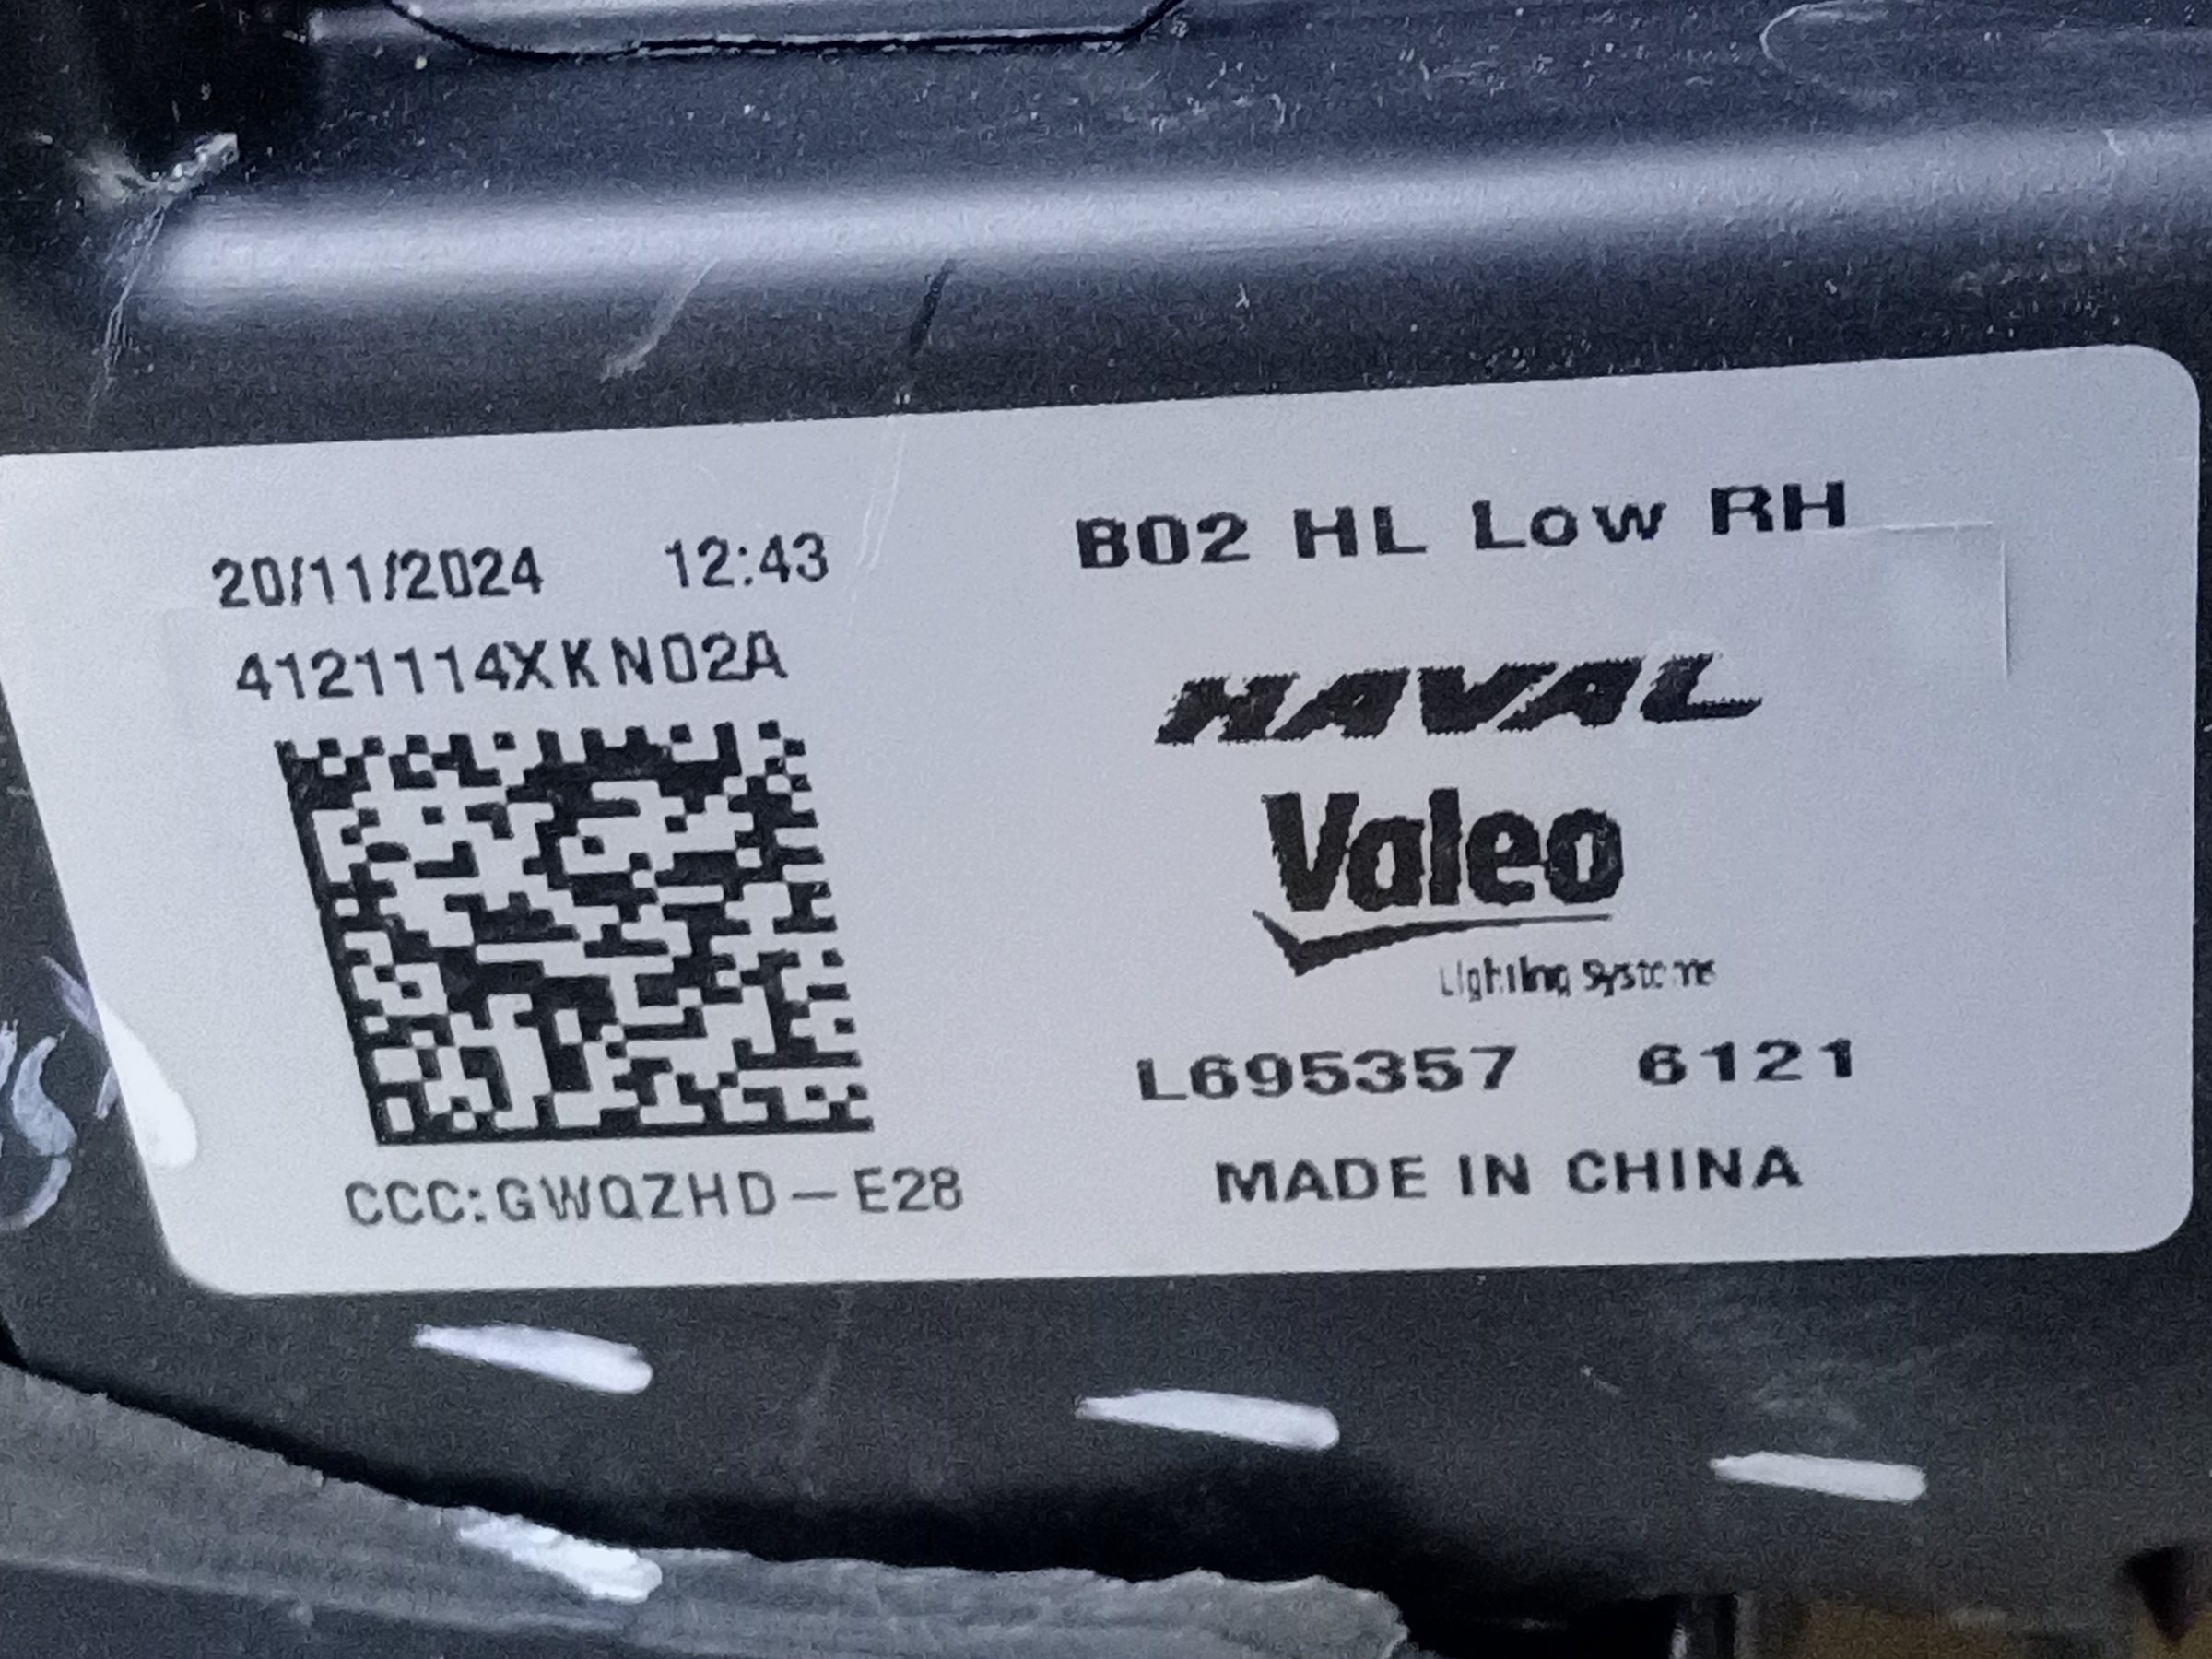 20/11/2024 12:43
4121114XKN02A
CCC:GWQZHD-E28
B02 HL Low RH
HAVAL
Valeo
Lighting Systems
L695357 6121
MADE IN CHINA